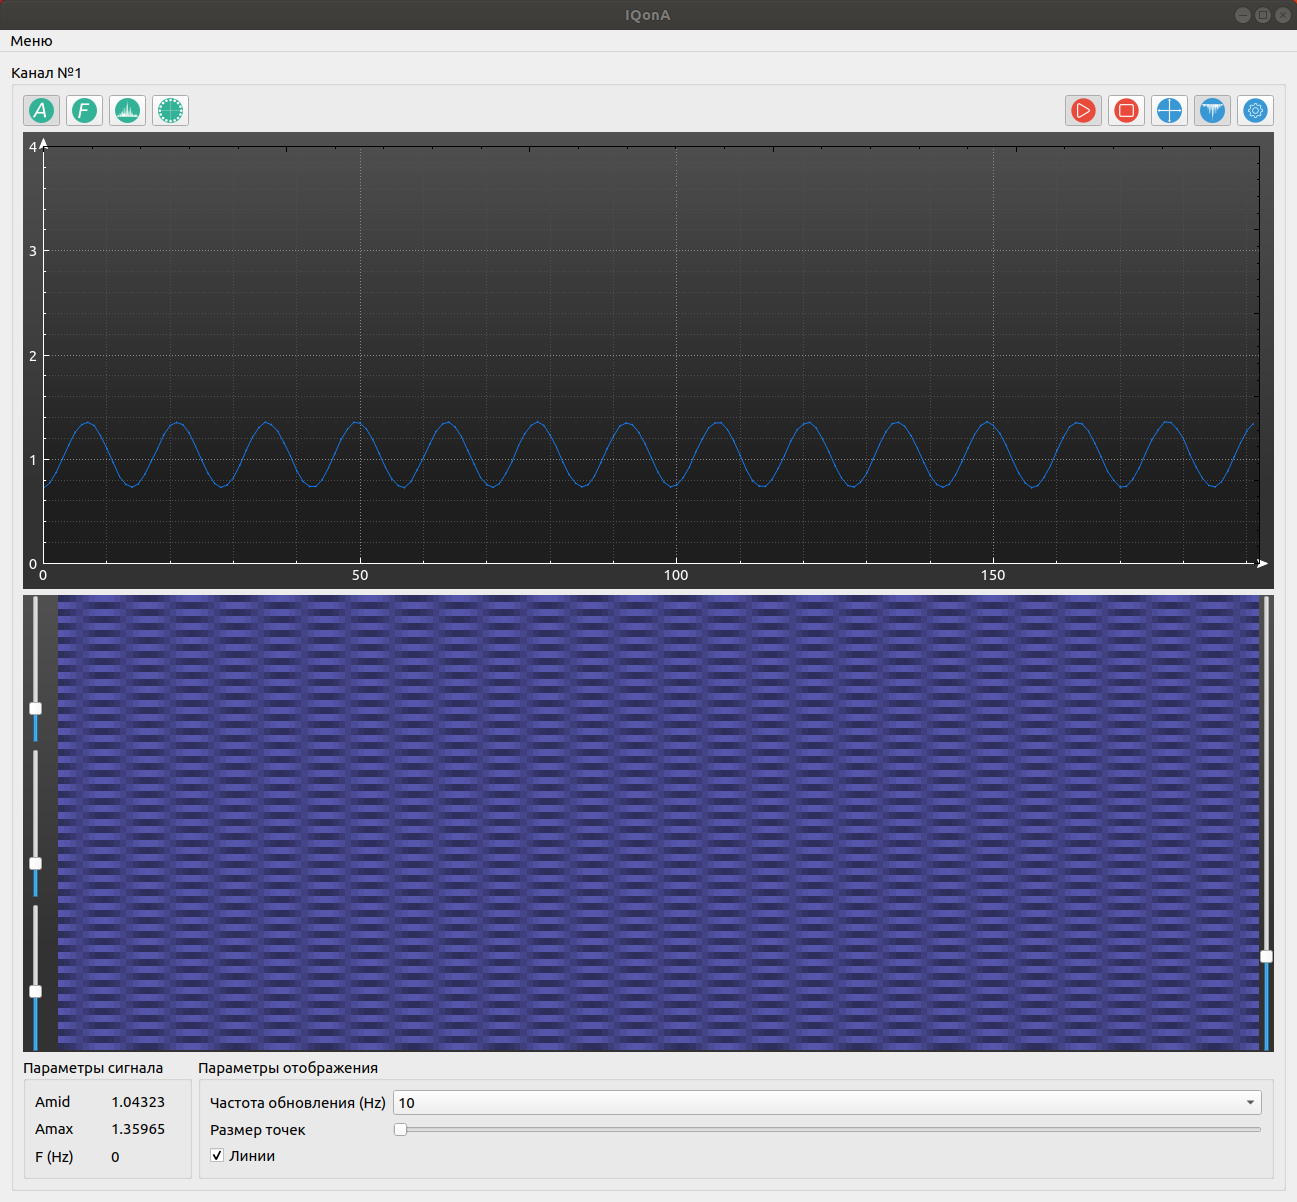 IQonA
Меню
Канал №1
A F
4
3
2
1
0
0 50 100 150
Параметры сигнала
Amid 1.04323
Amax 1.35965
F (Hz) 0
Параметры отображения
Частота обновления (Hz) 10
Размер точек
Линии